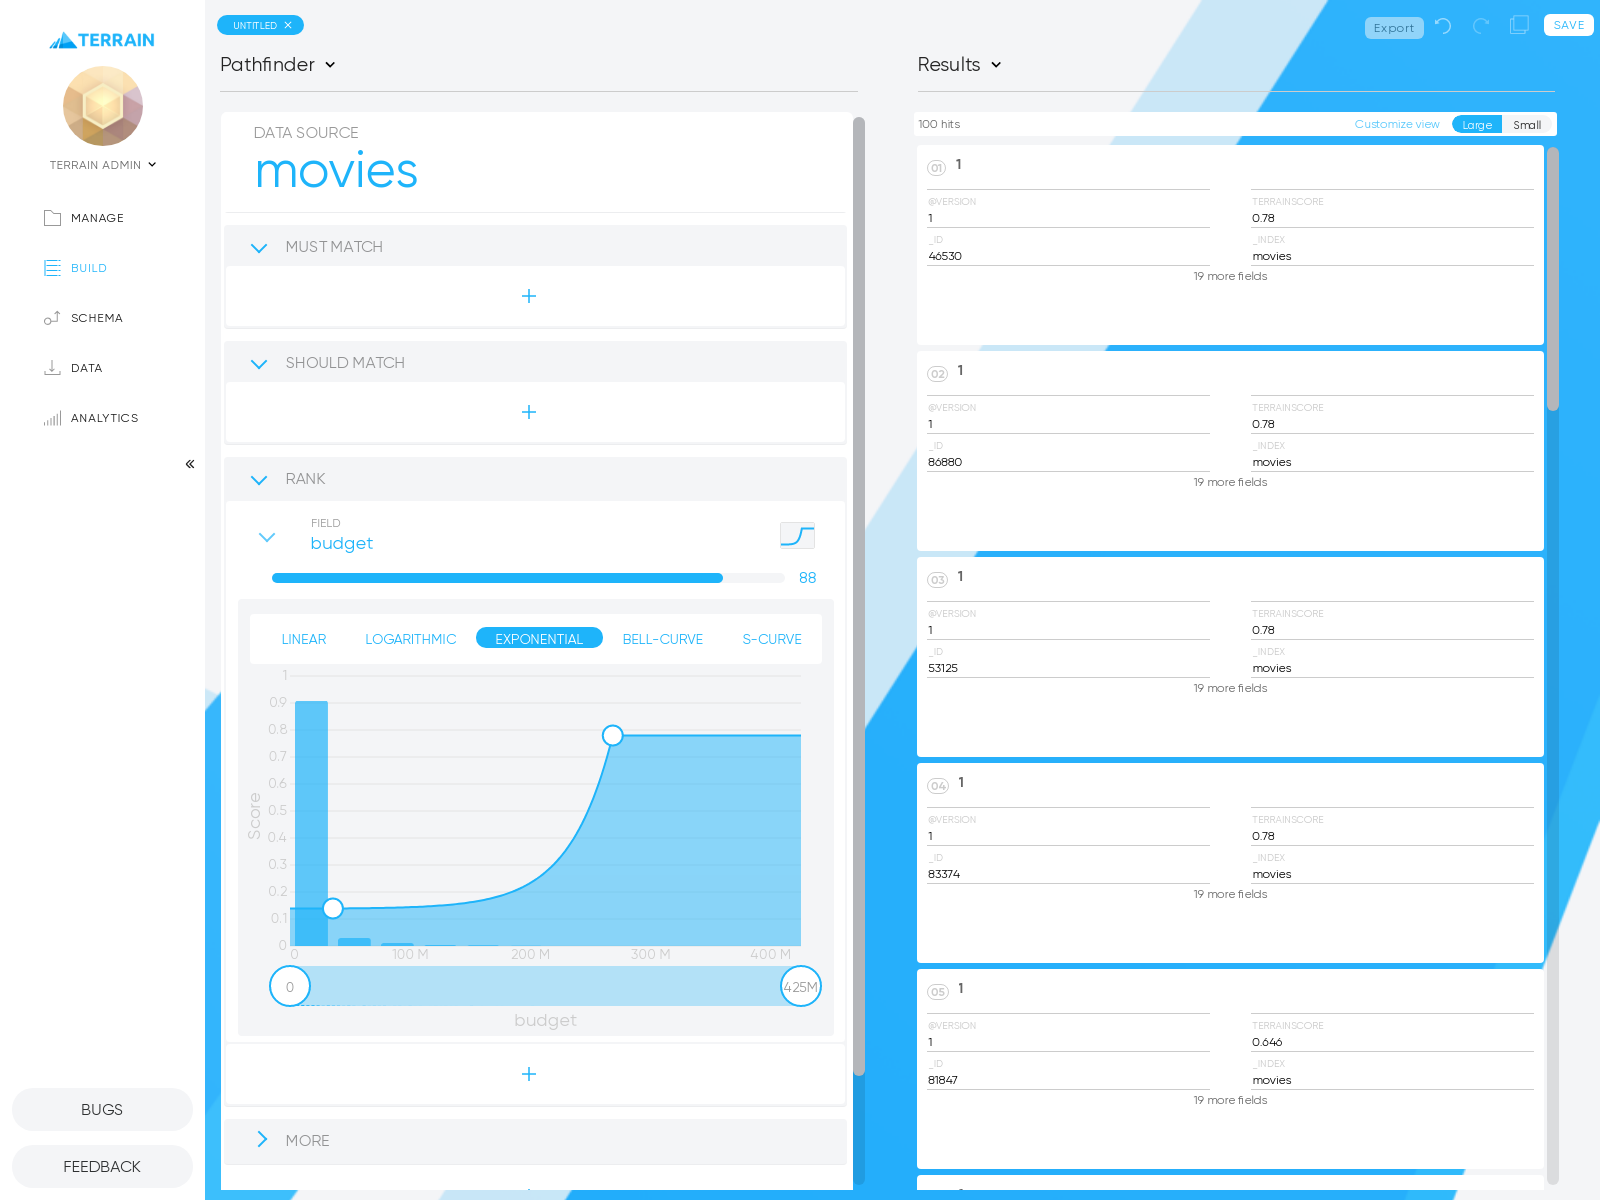 UNTITLED
Export
SAVE
TERRAIN
TERRAIN ADMIN
MANAGE
BUILD
SCHEMA
DATA
ANALYTICS
BUGS
FEEDBACK
Pathfinder
DATA SOURCE
movies
MUST MATCH
+
SHOULD MATCH
+
RANK
FIELD
budget
88
LINEAR LOGARITHMIC EXPONENTIAL BELL-CURVE S-CURVE
1
0.9
0.8
0.7
0.6
0.5
0.4
0.3
0.2
0.1
0
Score
0 100 M 200 M 300 M 400 M
0 425M
budget
+
MORE
Results
100 hits
Customize view
Large Small
01 1
@VERSION TERRAINSCORE
1 0.78
_ID _INDEX
46530 movies
19 more fields
02 1
@VERSION TERRAINSCORE
1 0.78
_ID _INDEX
86880 movies
19 more fields
03 1
@VERSION TERRAINSCORE
1 0.78
_ID _INDEX
53125 movies
19 more fields
04 1
@VERSION TERRAINSCORE
1 0.78
_ID _INDEX
83374 movies
19 more fields
05 1
@VERSION TERRAINSCORE
1 0.646
_ID _INDEX
81847 movies
19 more fields